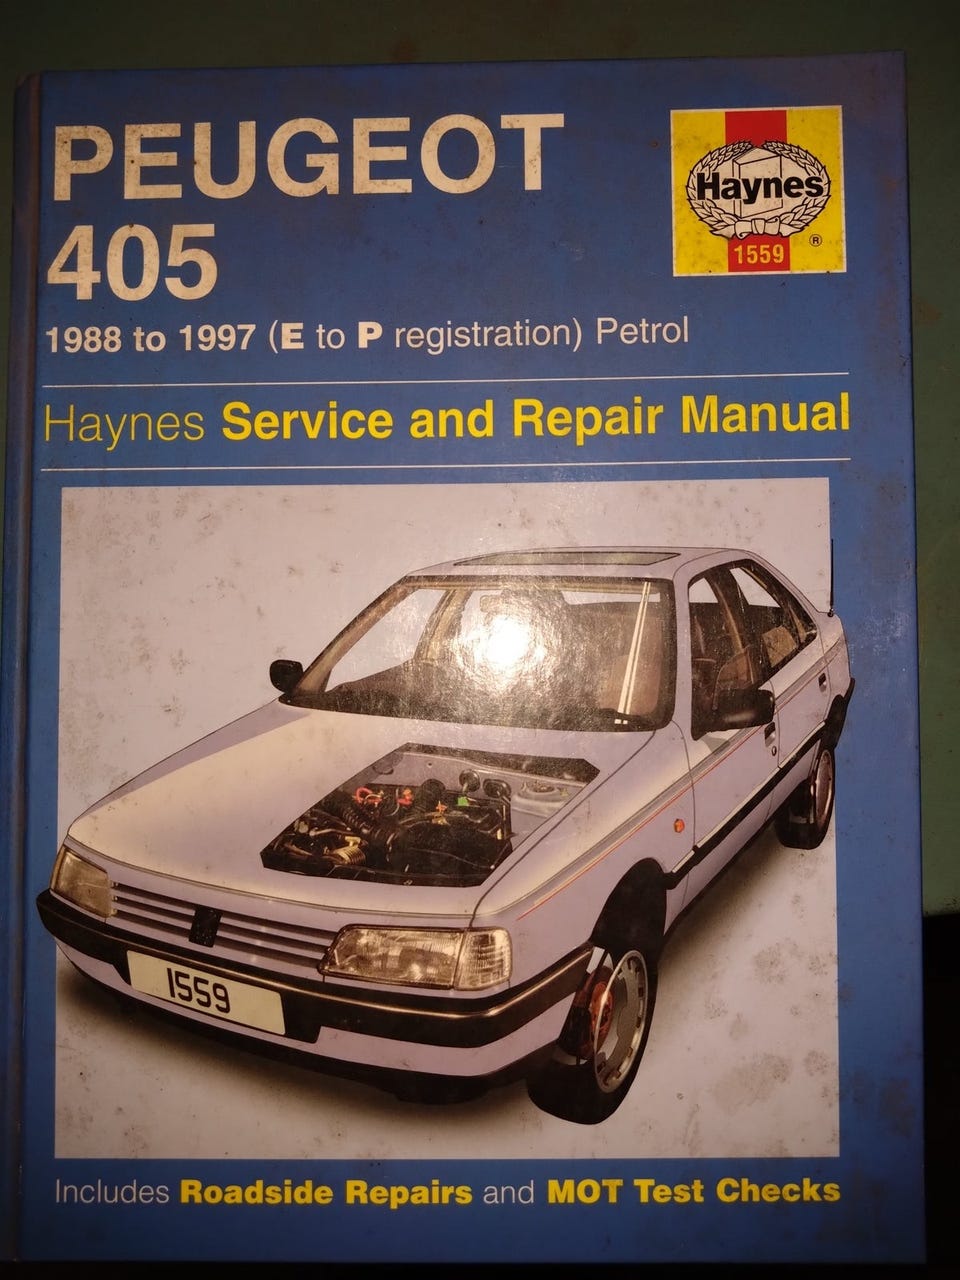 PEUGEOT
405
Haynes
®
1559
1988 to 1997 (E to P registration) Petrol
Haynes Service and Repair Manual
1559
Includes Roadside Repairs and MOT Test Checks